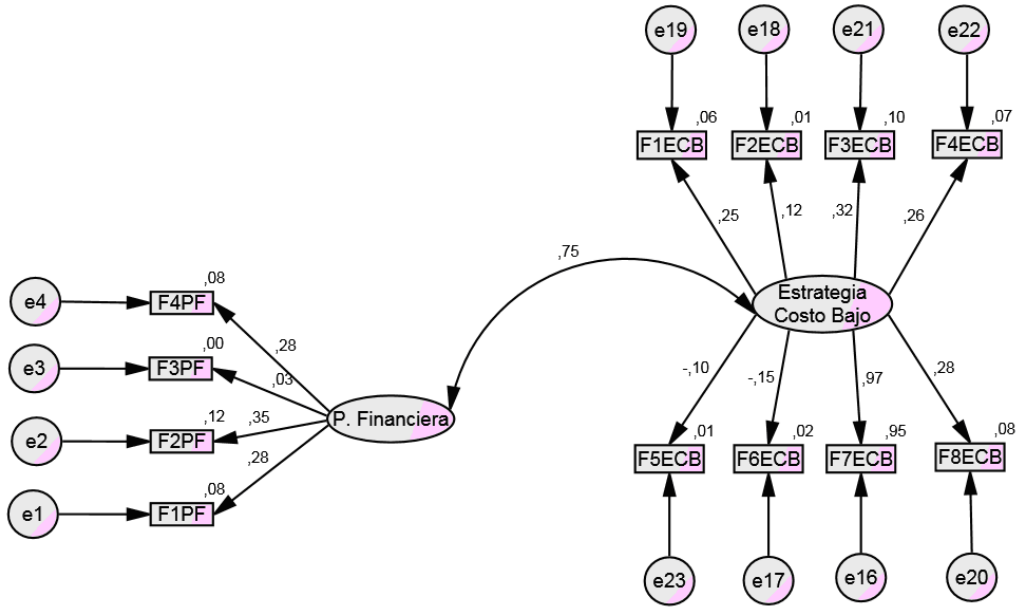 e19 e18 e21 e22
,06 ,01 ,10 ,07
F1ECB F2ECB F3ECB F4ECB
,25 ,12 ,32 ,26
,75
Estrategia
Costo Bajo
,08
e4 F4PF
,28
,00
e3 F3PF
,03
,12 ,35
e2 F2PF
P. Financiera
,28
,08
e1 F1PF
-,10 -,15 ,97 ,28
,01 ,02 ,95 ,08
F5ECB F6ECB F7ECB F8ECB
e23 e17 e16 e20